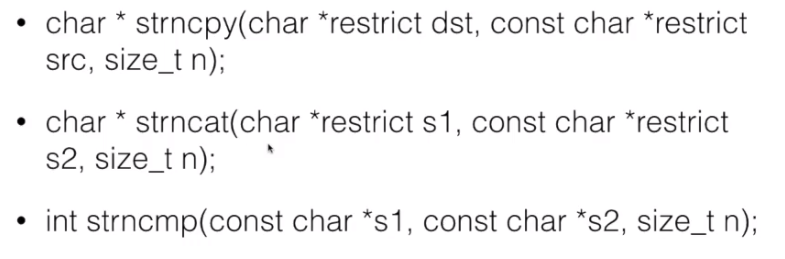 • char * strncpy(char *restrict dst, const char *restrict
src, size_t n);
• char * strncat(char *restrict s1, const char *restrict
s2, size_t n);
• int strncmp(const char *s1, const char *s2, size_t n);